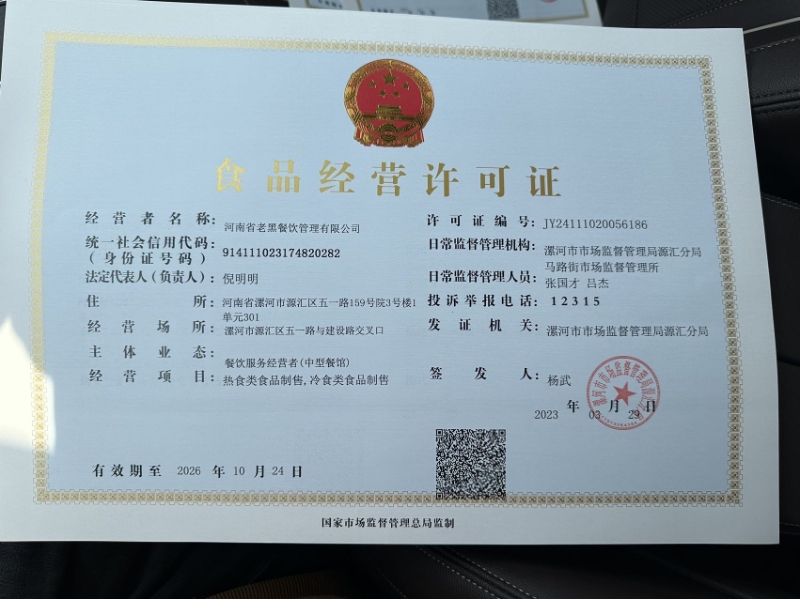 食品经营许可证
经营者名称：河南省老黑餐饮管理有限公司
统一社会信用代码：
（身份证号码）
914111023174820282
法定代表人（负责人）：倪明明
住所：河南省漯河市源汇区五一路159号院3号楼1
单元301
经营场所：漯河市源汇区五一路与建设路交叉口
主体业态：餐饮服务经营者(中型餐馆)
经营项目：热食类食品制售,冷食类食品制售
许可证编号：JY24111020056186
日常监督管理机构：漯河市市场监督管理局源汇分局
马路街市场监督管理所
日常监督管理人员：张国才 吕杰
投诉举报电话：12315
发证机关：漯河市市场监督管理局源汇分局
签发人：杨武
2023 年 03 月 29 日
有效期至 2026 年 10 月 24 日
国家市场监督管理总局监制